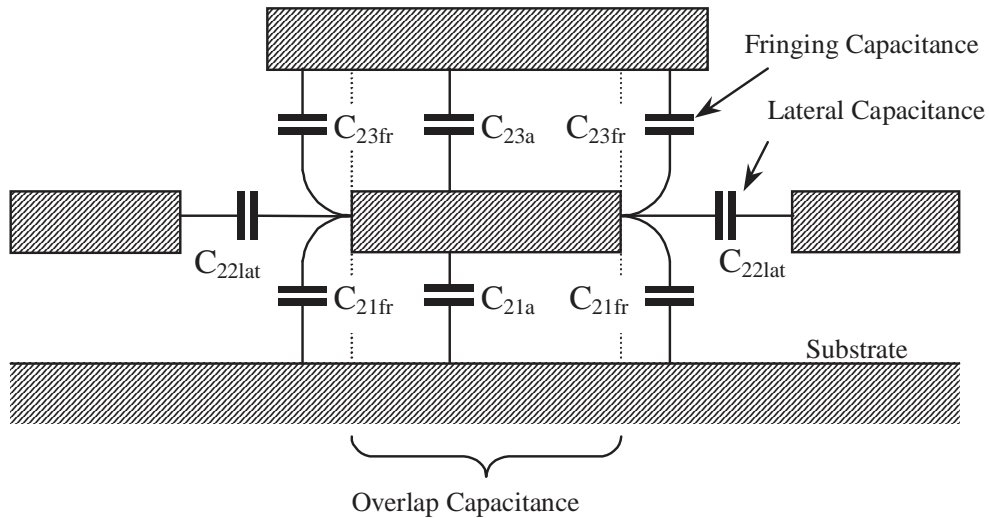 Fringing Capacitance
Lateral Capacitance
C23fr
C23a
C23fr
C22lat
C22lat
C21fr
C21a
C21fr
Substrate
Overlap Capacitance